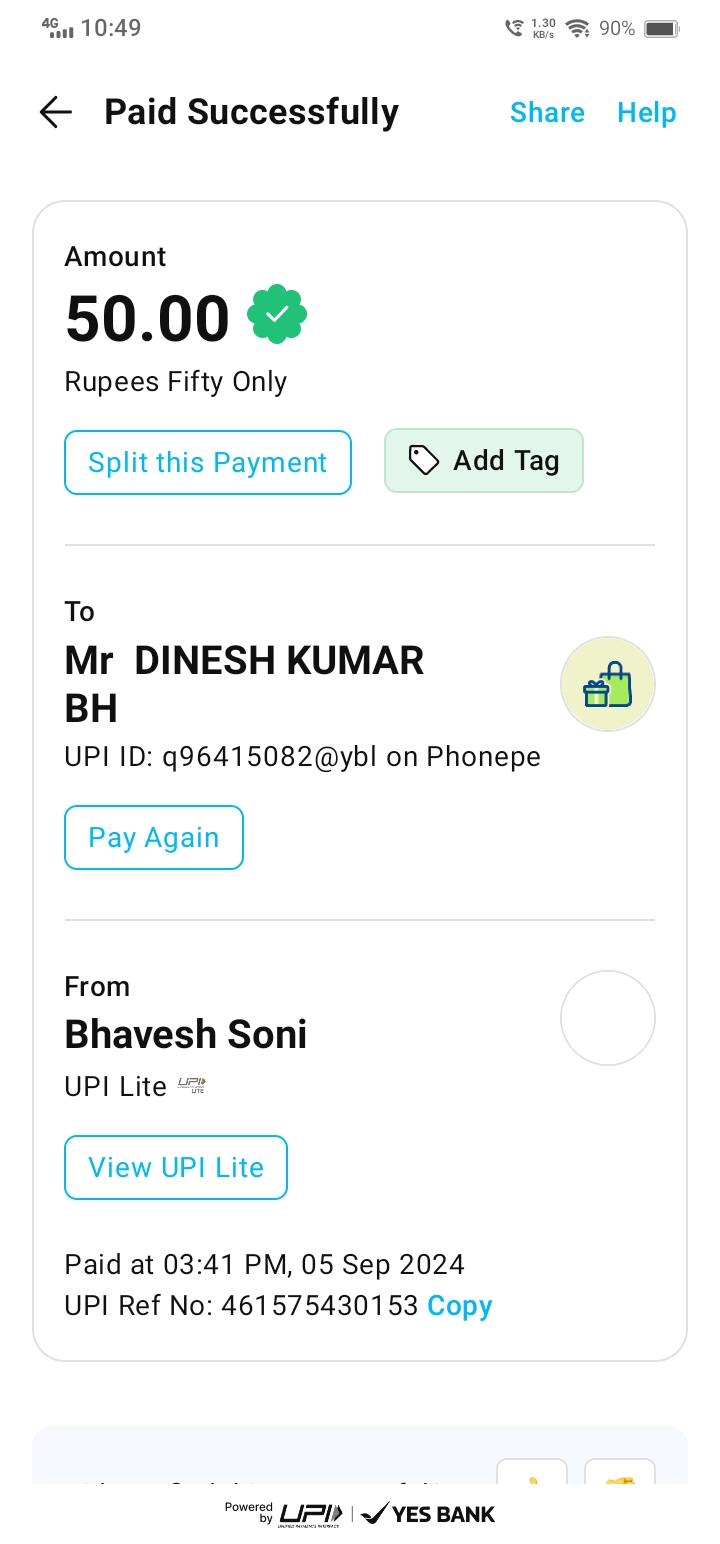 4G 10:49 1.30 KB/s 90%
Paid Successfully Share Help
Amount
50.00
Rupees Fifty Only
Split this Payment Add Tag
To
Mr DINESH KUMAR
BH
UPI ID: q96415082@ybl on Phonepe
Pay Again
From
Bhavesh Soni
UPI Lite UPI LITE
View UPI Lite
Paid at 03:41 PM, 05 Sep 2024
UPI Ref No: 461575430153 Copy
Powered by UPI | YES BANK